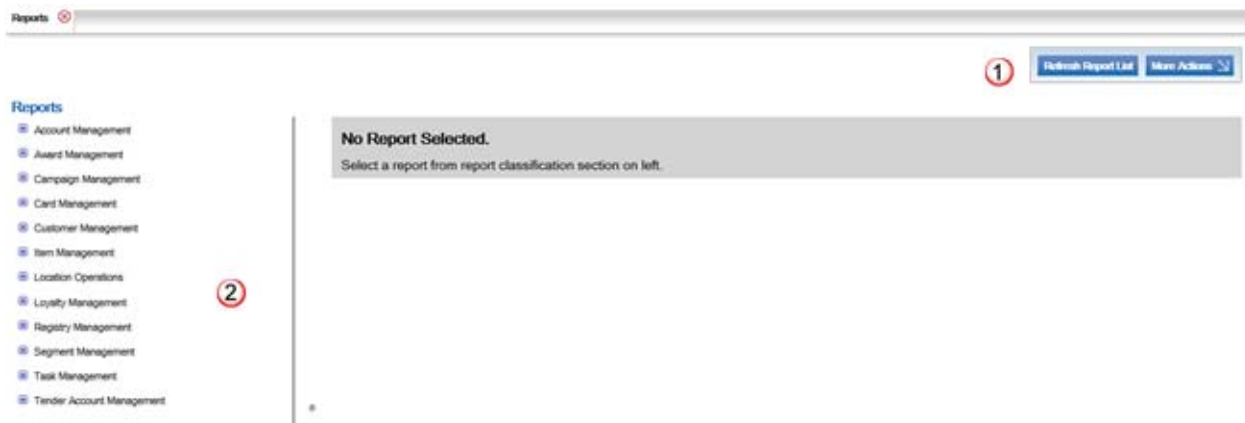 Reports
1
Refresh Report List More Actions
Reports
Account Management
Award Management
Campaign Management
Card Management
Customer Management
Item Management
Location Operations
Loyalty Management
Registry Management
Segment Management
Task Management
Tender Account Management
2
No Report Selected.
Select a report from report classification section on left.